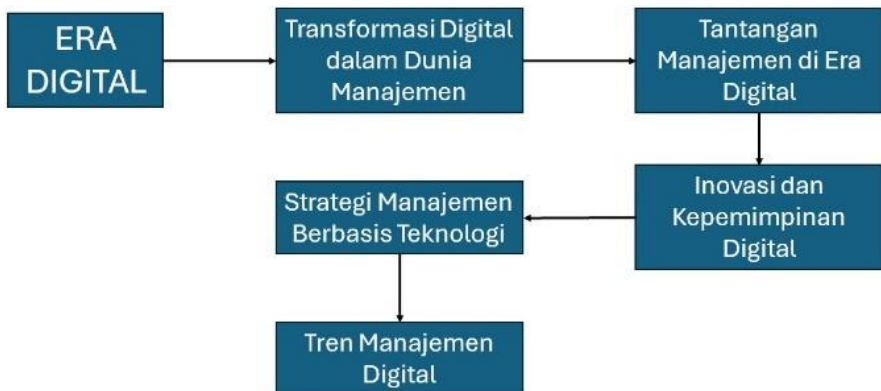 ERA
DIGITAL
Transformasi Digital
dalam Dunia
Manajemen
Tantangan
Manajemen di Era
Digital
Inovasi dan
Kepemimpinan
Digital
Strategi Manajemen
Berbasis Teknologi
Tren Manajemen
Digital